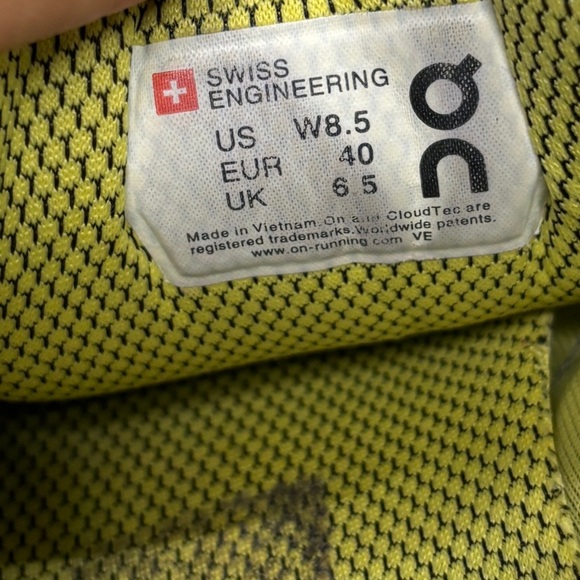 SWISS
ENGINEERING
US W8.5
EUR 40
UK 6 5
Made in Vietnam. On and CloudTec are
registered trademarks. Worldwide patents.
www.on-running.com VE
On